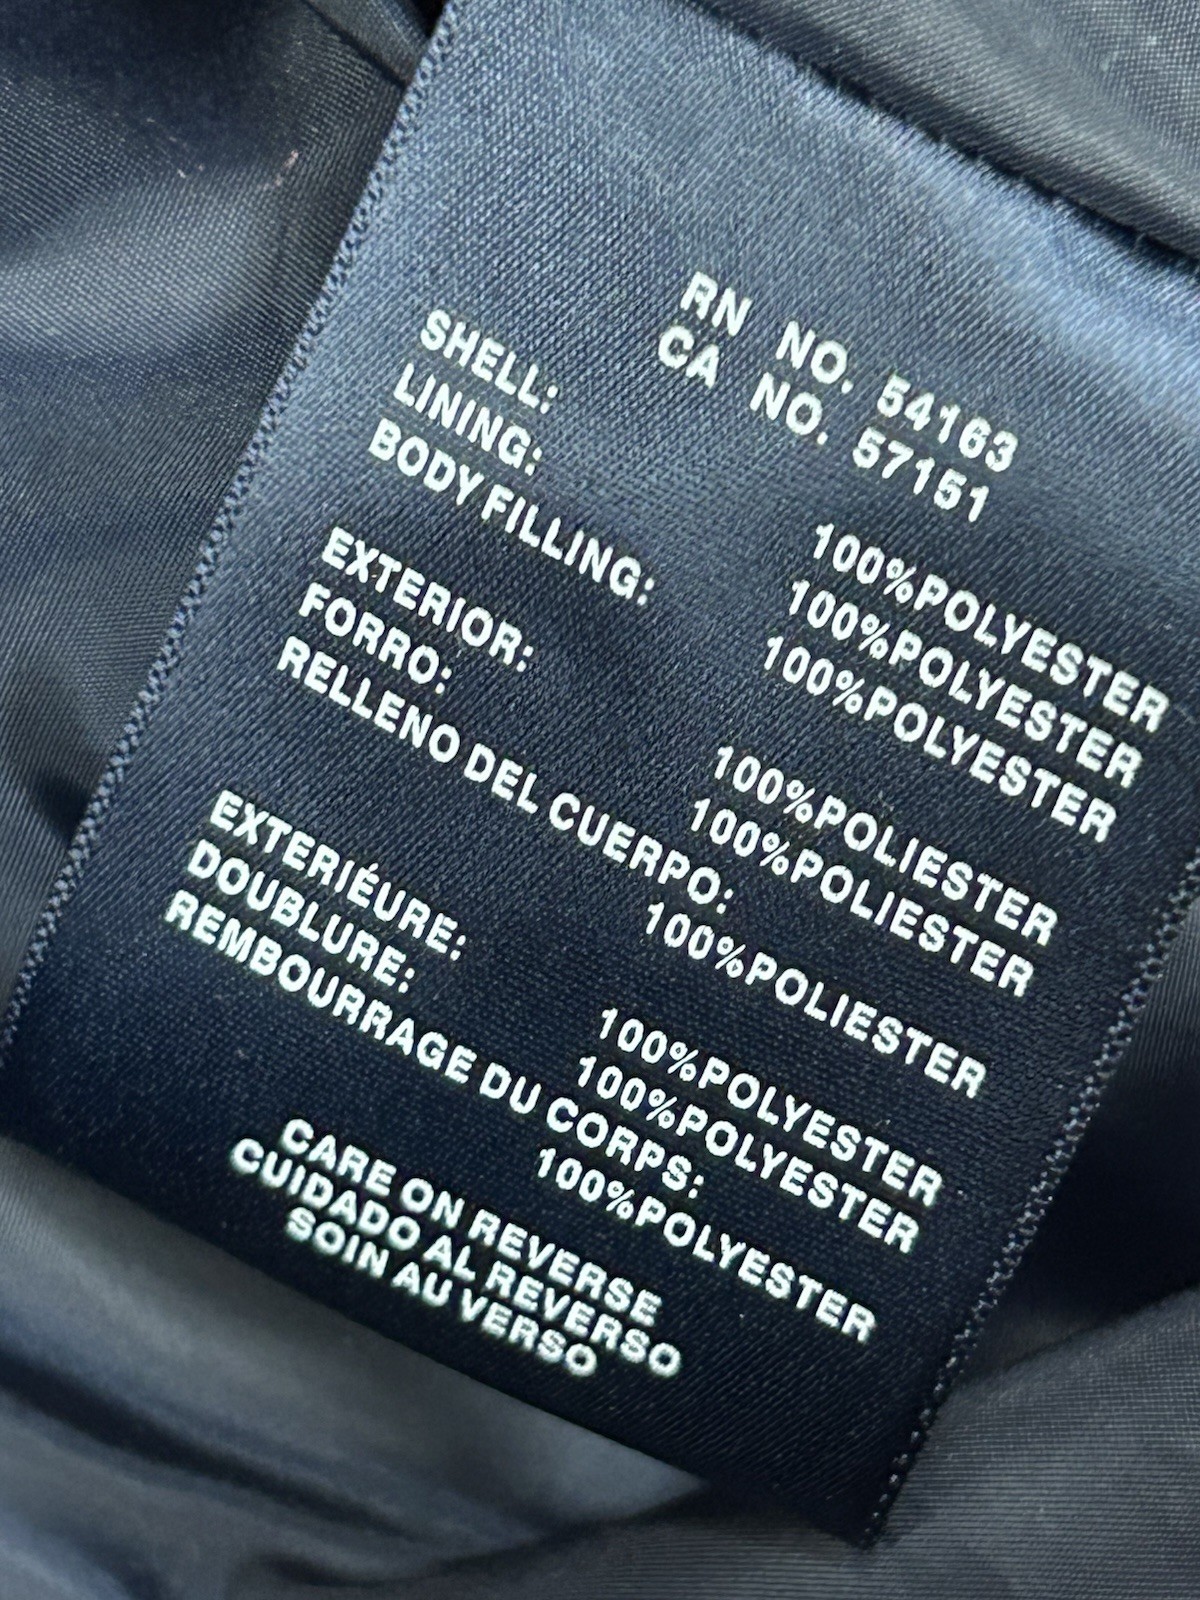 RN NO. 54163
CA NO. 57151
SHELL: 100%POLYESTER
LINING: 100%POLYESTER
BODY FILLING: 100%POLYESTER
EXTERIOR: 100%POLIESTER
FORRO: 100%POLIESTER
RELLENO DEL CUERPO:
100%POLIESTER
EXTERIÉURE: 100%POLYESTER
DOUBLURE: 100%POLYESTER
REMBOURRAGE DU CORPS:
100%POLYESTER
CARE ON REVERSE
CUIDADO AL REVERSO
SOIN AU VERSO